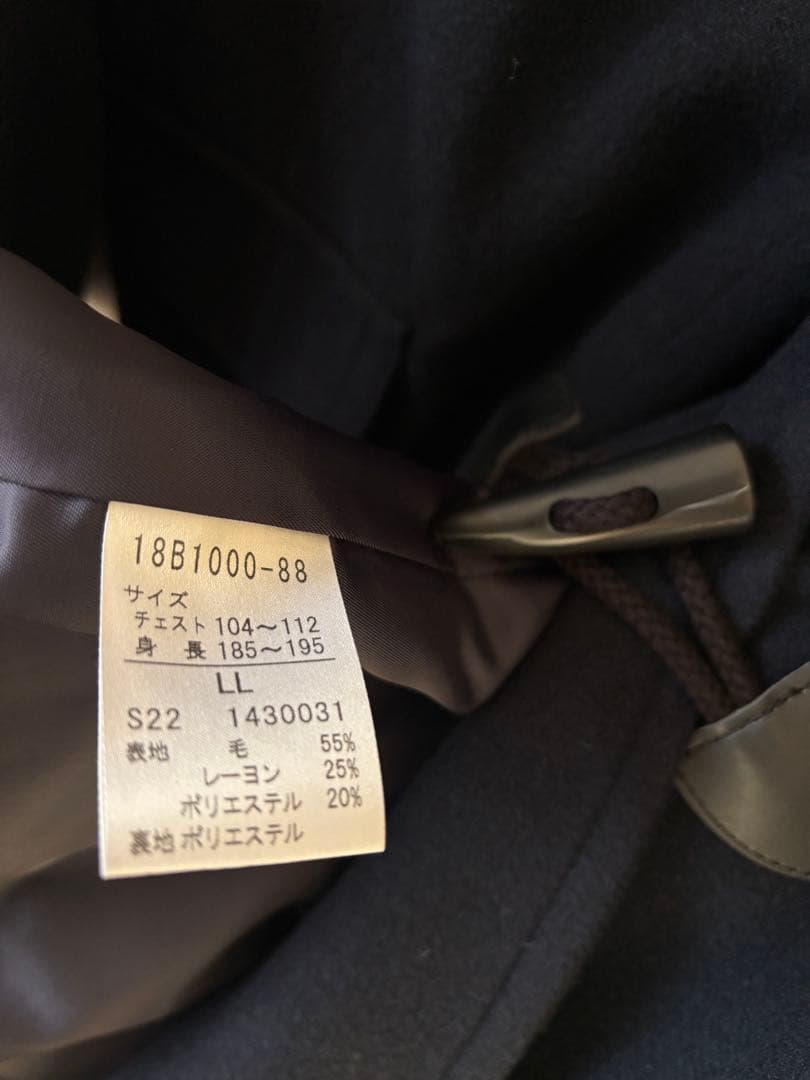 18B1000-88
サイズ
チェスト 104〜112
身 長 185〜195
LL
S22 1430031
表地 毛 55%
レーヨン 25%
ポリエステル 20%
裏地 ポリエステル